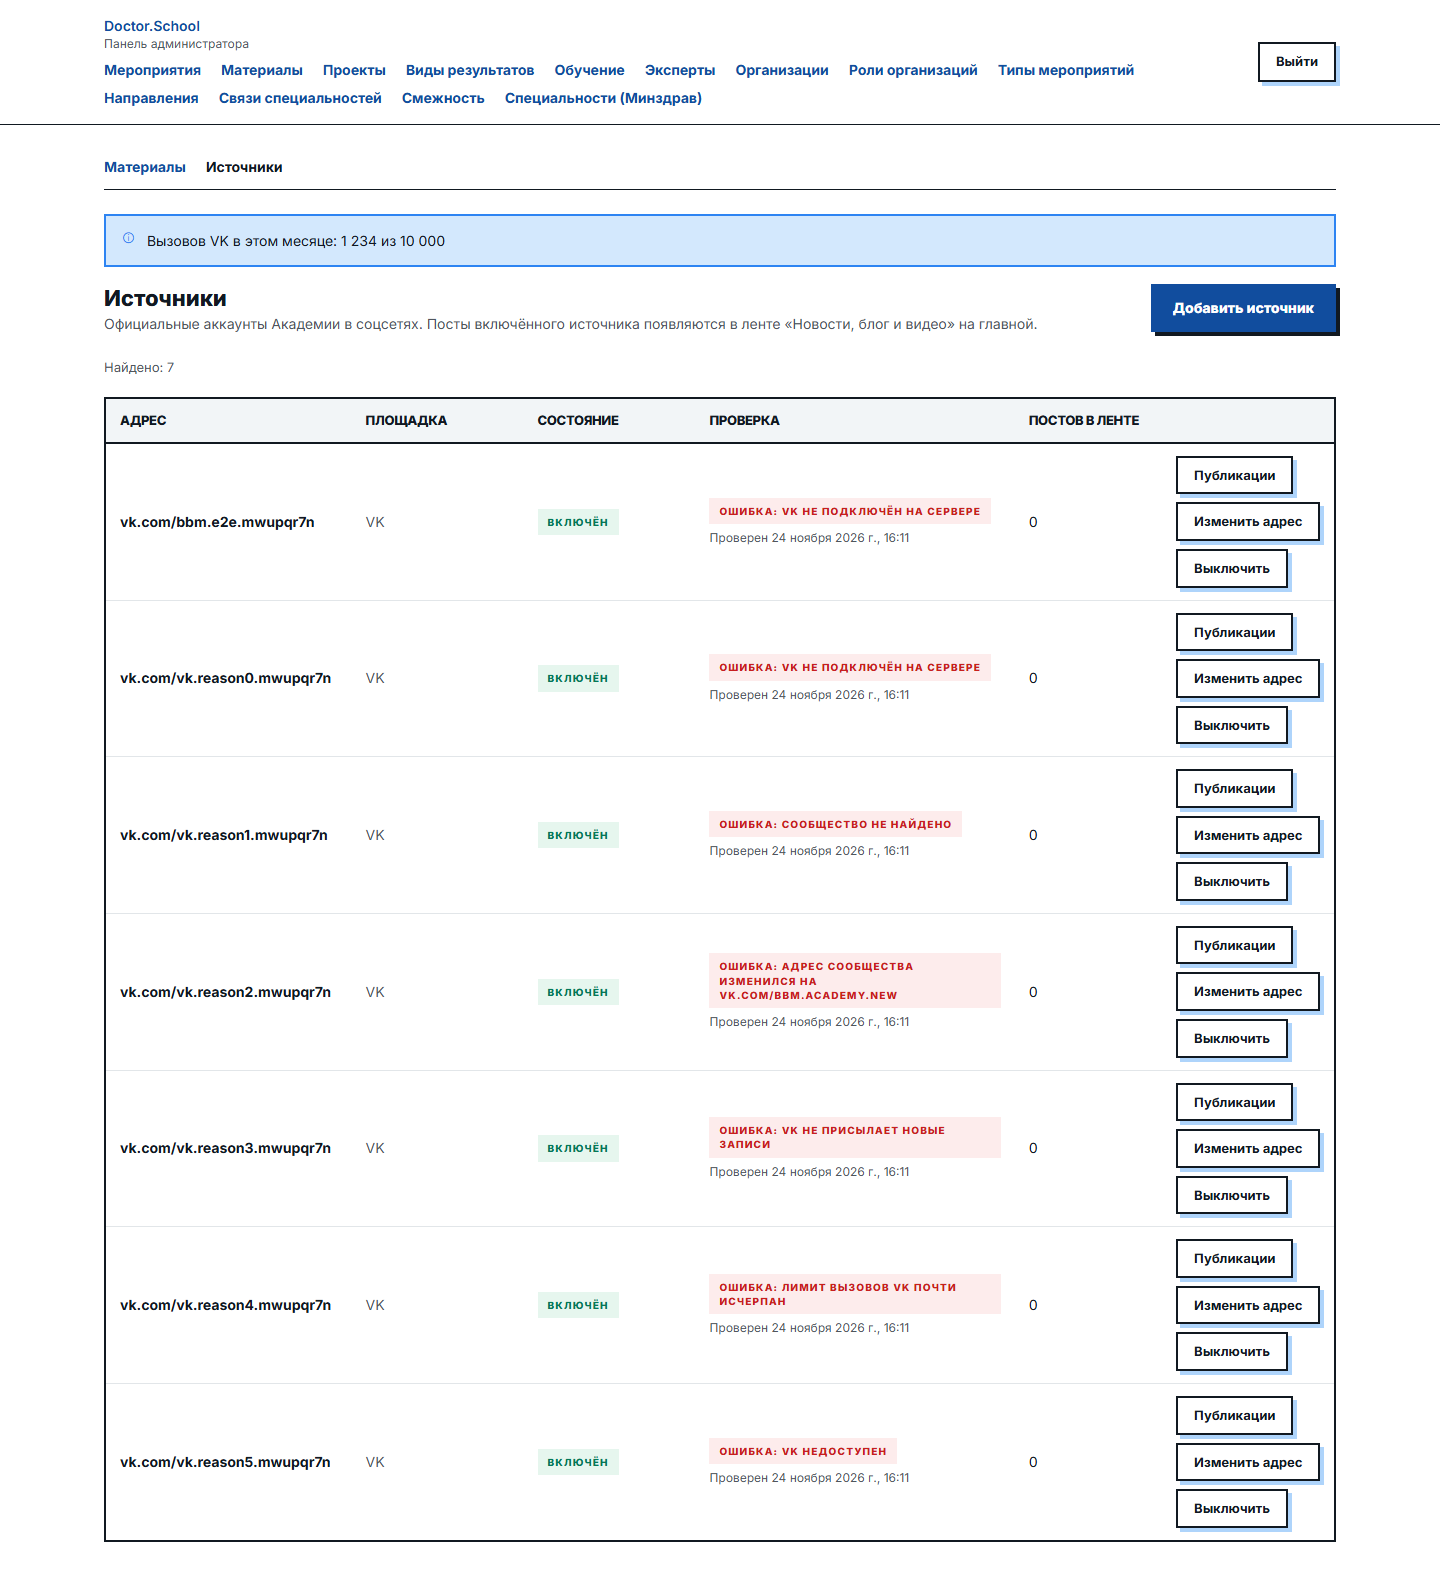 Doctor.School
Панель администратора
Мероприятия Материалы Проекты Виды результатов Обучение Эксперты Организации Роли организаций Типы мероприятий
Направления Связи специальностей Смежность Специальности (Минздрав)
Выйти
Материалы Источники
Вызовов VK в этом месяце: 1 234 из 10 000
Источники
Официальные аккаунты Академии в соцсетях. Посты включённого источника появляются в ленте «Новости, блог и видео» на главной.
Добавить источник
Найдено: 7
АДРЕС ПЛОЩАДКА СОСТОЯНИЕ ПРОВЕРКА ПОСТОВ В ЛЕНТЕ
vk.com/bbm.e2e.mwupqr7n VK ВКЛЮЧЁН
ОШИБКА: VK НЕ ПОДКЛЮЧЁН НА СЕРВЕРЕ
Проверен 24 ноября 2026 г., 16:11
0
Публикации
Изменить адрес
Выключить
vk.com/vk.reason0.mwupqr7n VK ВКЛЮЧЁН
ОШИБКА: VK НЕ ПОДКЛЮЧЁН НА СЕРВЕРЕ
Проверен 24 ноября 2026 г., 16:11
0
Публикации
Изменить адрес
Выключить
vk.com/vk.reason1.mwupqr7n VK ВКЛЮЧЁН
ОШИБКА: СООБЩЕСТВО НЕ НАЙДЕНО
Проверен 24 ноября 2026 г., 16:11
0
Публикации
Изменить адрес
Выключить
vk.com/vk.reason2.mwupqr7n VK ВКЛЮЧЁН
ОШИБКА: АДРЕС СООБЩЕСТВА
ИЗМЕНИЛСЯ НА
VK.COM/BBM.ACADEMY.NEW
Проверен 24 ноября 2026 г., 16:11
0
Публикации
Изменить адрес
Выключить
vk.com/vk.reason3.mwupqr7n VK ВКЛЮЧЁН
ОШИБКА: VK НЕ ПРИСЫЛАЕТ НОВЫЕ
ЗАПИСИ
Проверен 24 ноября 2026 г., 16:11
0
Публикации
Изменить адрес
Выключить
vk.com/vk.reason4.mwupqr7n VK ВКЛЮЧЁН
ОШИБКА: ЛИМИТ ВЫЗОВОВ VK ПОЧТИ
ИСЧЕРПАН
Проверен 24 ноября 2026 г., 16:11
0
Публикации
Изменить адрес
Выключить
vk.com/vk.reason5.mwupqr7n VK ВКЛЮЧЁН
ОШИБКА: VK НЕДОСТУПЕН
Проверен 24 ноября 2026 г., 16:11
0
Публикации
Изменить адрес
Выключить